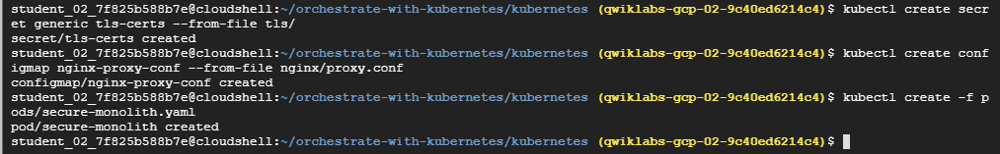 student_02_7f825b588b7e@cloudshell:~/orchestrate-with-kubernetes/kubernetes (qwiklabs-gcp-02-9c40ed6214c4)$ kubectl create secr
et generic tls-certs --from-file tls/
secret/tls-certs created
student_02_7f825b588b7e@cloudshell:~/orchestrate-with-kubernetes/kubernetes (qwiklabs-gcp-02-9c40ed6214c4)$ kubectl create conf
igmap nginx-proxy-conf --from-file nginx/proxy.conf
configmap/nginx-proxy-conf created
student_02_7f825b588b7e@cloudshell:~/orchestrate-with-kubernetes/kubernetes (qwiklabs-gcp-02-9c40ed6214c4)$ kubectl create -f p
ods/secure-monolith.yaml
pod/secure-monolith created
student_02_7f825b588b7e@cloudshell:~/orchestrate-with-kubernetes/kubernetes (qwiklabs-gcp-02-9c40ed6214c4)$